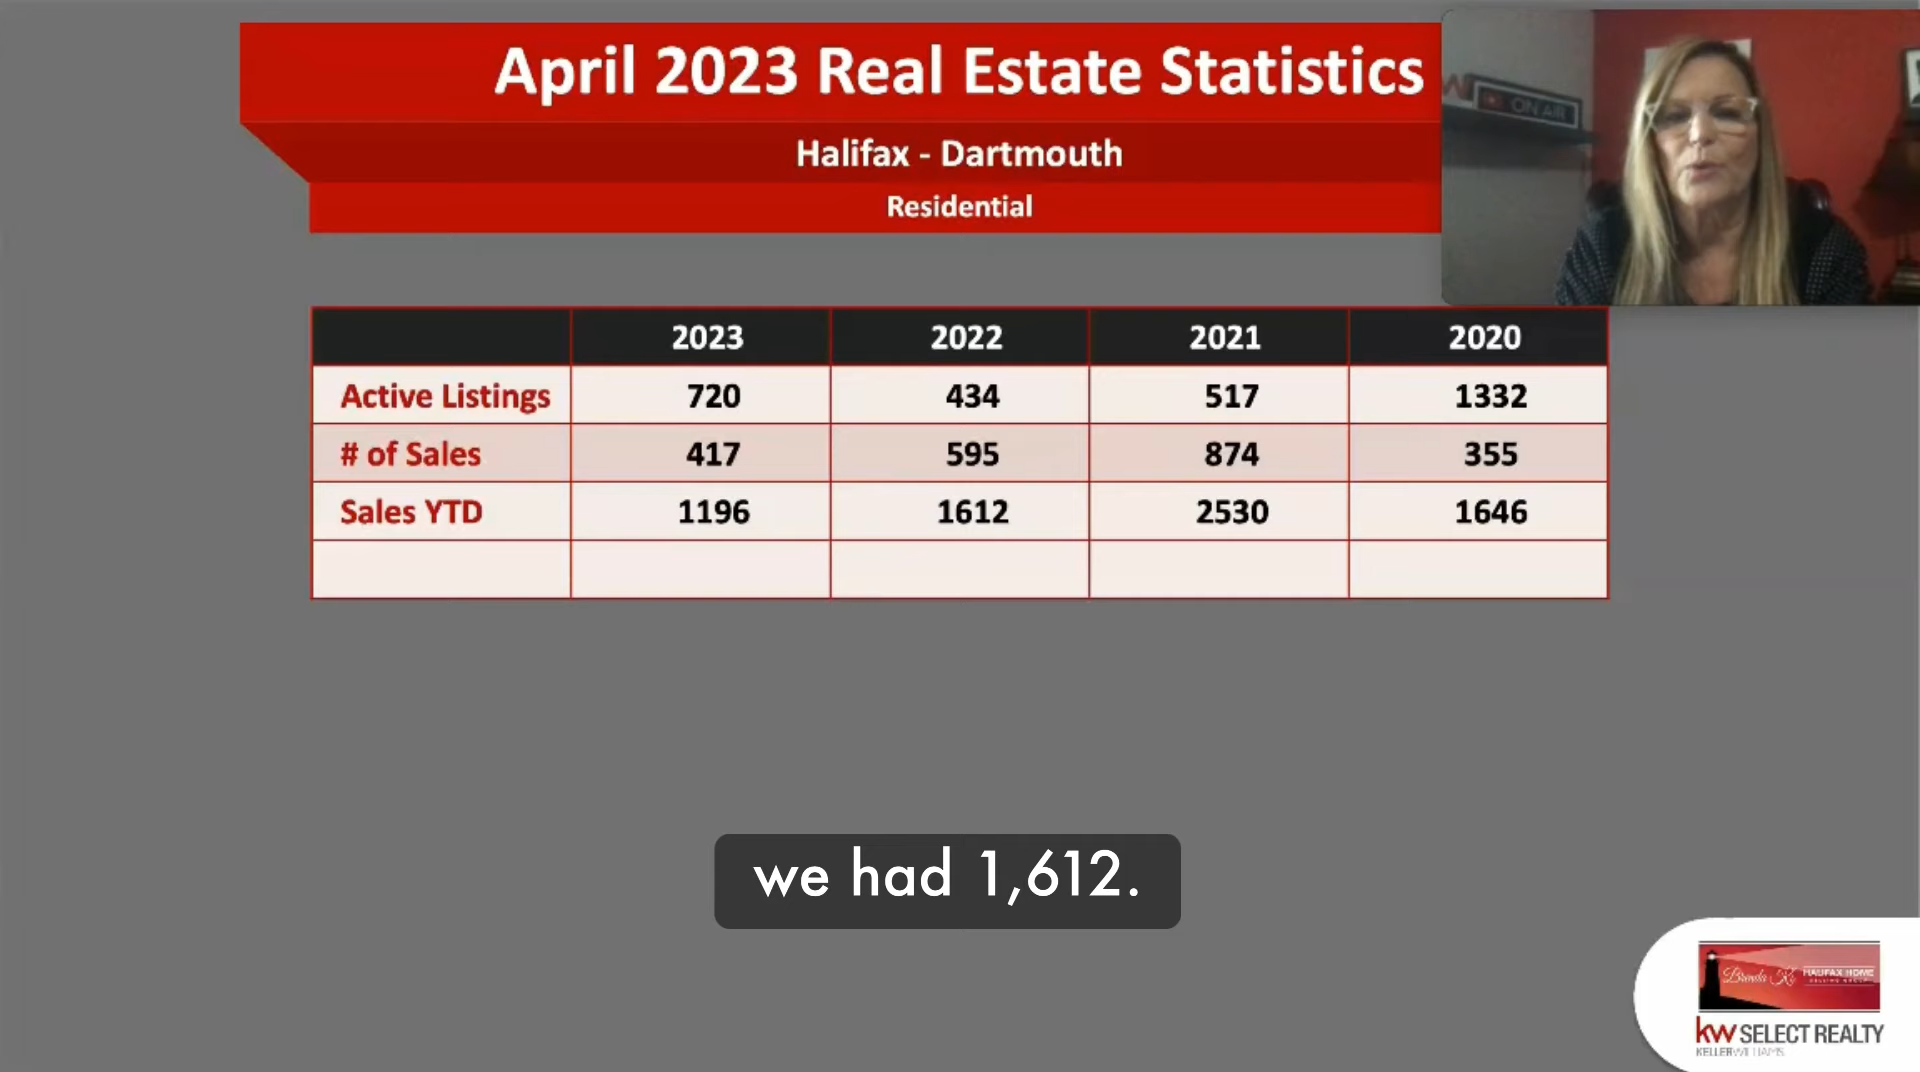 April 2023 Real Estate Statistics
Halifax - Dartmouth
Residential
ON AIR
2023 2022 2021 2020
Active Listings 720 434 517 1332
# of Sales 417 595 874 355
Sales YTD 1196 1612 2530 1646
we had 1,612.
Brenda K
HALIFAX HOME
kw SELECT REALTY
KELLERWILLIAMS